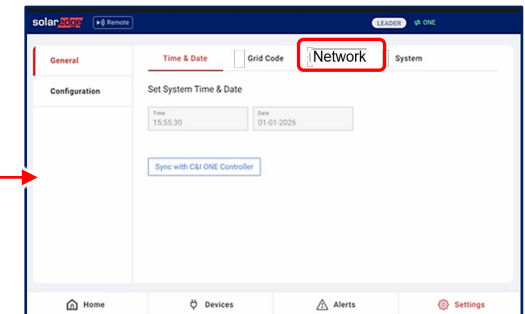 solaredge Remote LEADER ONE
General Time & Date Grid Code Network System
Configuration Set System Time & Date
Time Date
15:55:30 01-01-2026
Sync with C&I ONE Controller
Home Devices Alerts Settings